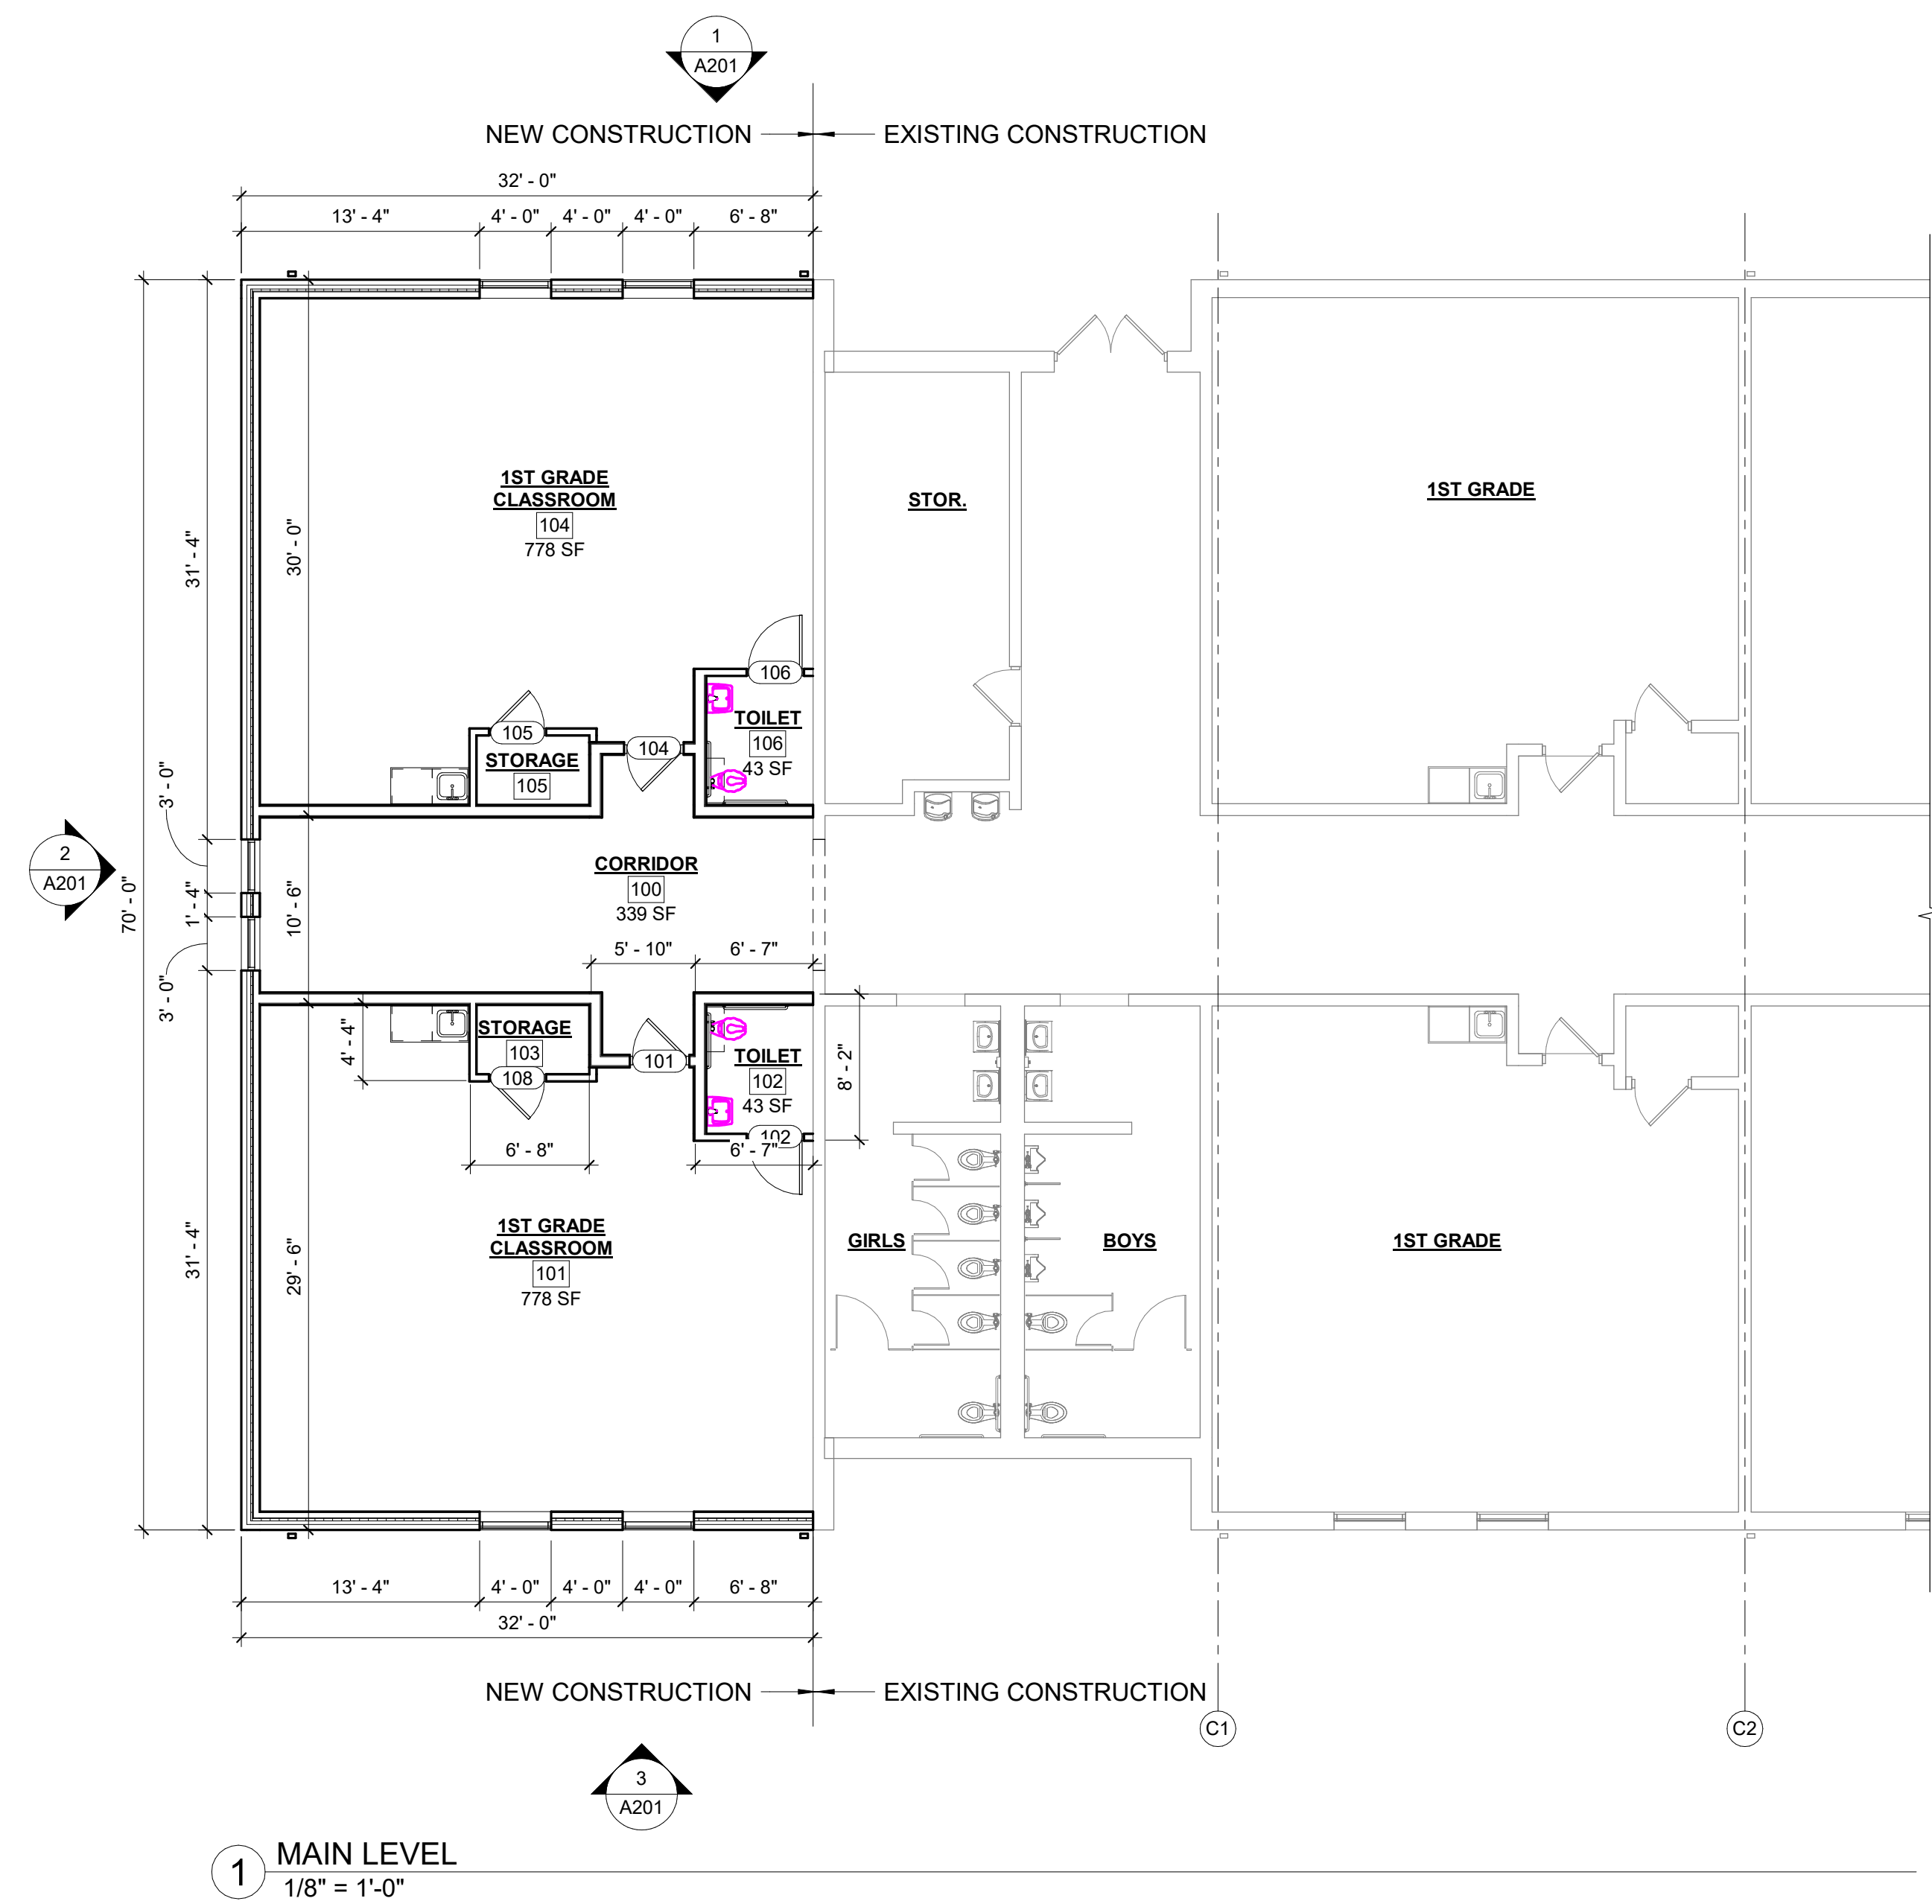 1
A201
NEW CONSTRUCTION
EXISTING CONSTRUCTION
32' - 0"
13' - 4"
4' - 0"
4' - 0"
4' - 0"
6' - 8"
1ST GRADE
CLASSROOM
104
778 SF
STOR.
1ST GRADE
31' - 4"
30' - 0"
106
TOILET
106
43 SF
105
STORAGE
105
104
3' - 0"
2
A201
70' - 0"
1' - 4"
10' - 6"
3' - 0"
CORRIDOR
100
339 SF
5' - 10"
6' - 7"
STORAGE
103
108
4' - 4"
101
TOILET
102
43 SF
102
8' - 2"
6' - 8"
6' - 7"
1ST GRADE
CLASSROOM
101
778 SF
31' - 4"
29' - 6"
GIRLS
BOYS
1ST GRADE
13' - 4"
4' - 0"
4' - 0"
4' - 0"
6' - 8"
32' - 0"
NEW CONSTRUCTION
EXISTING CONSTRUCTION
C1
C2
3
A201
1
MAIN LEVEL
1/8" = 1'-0"